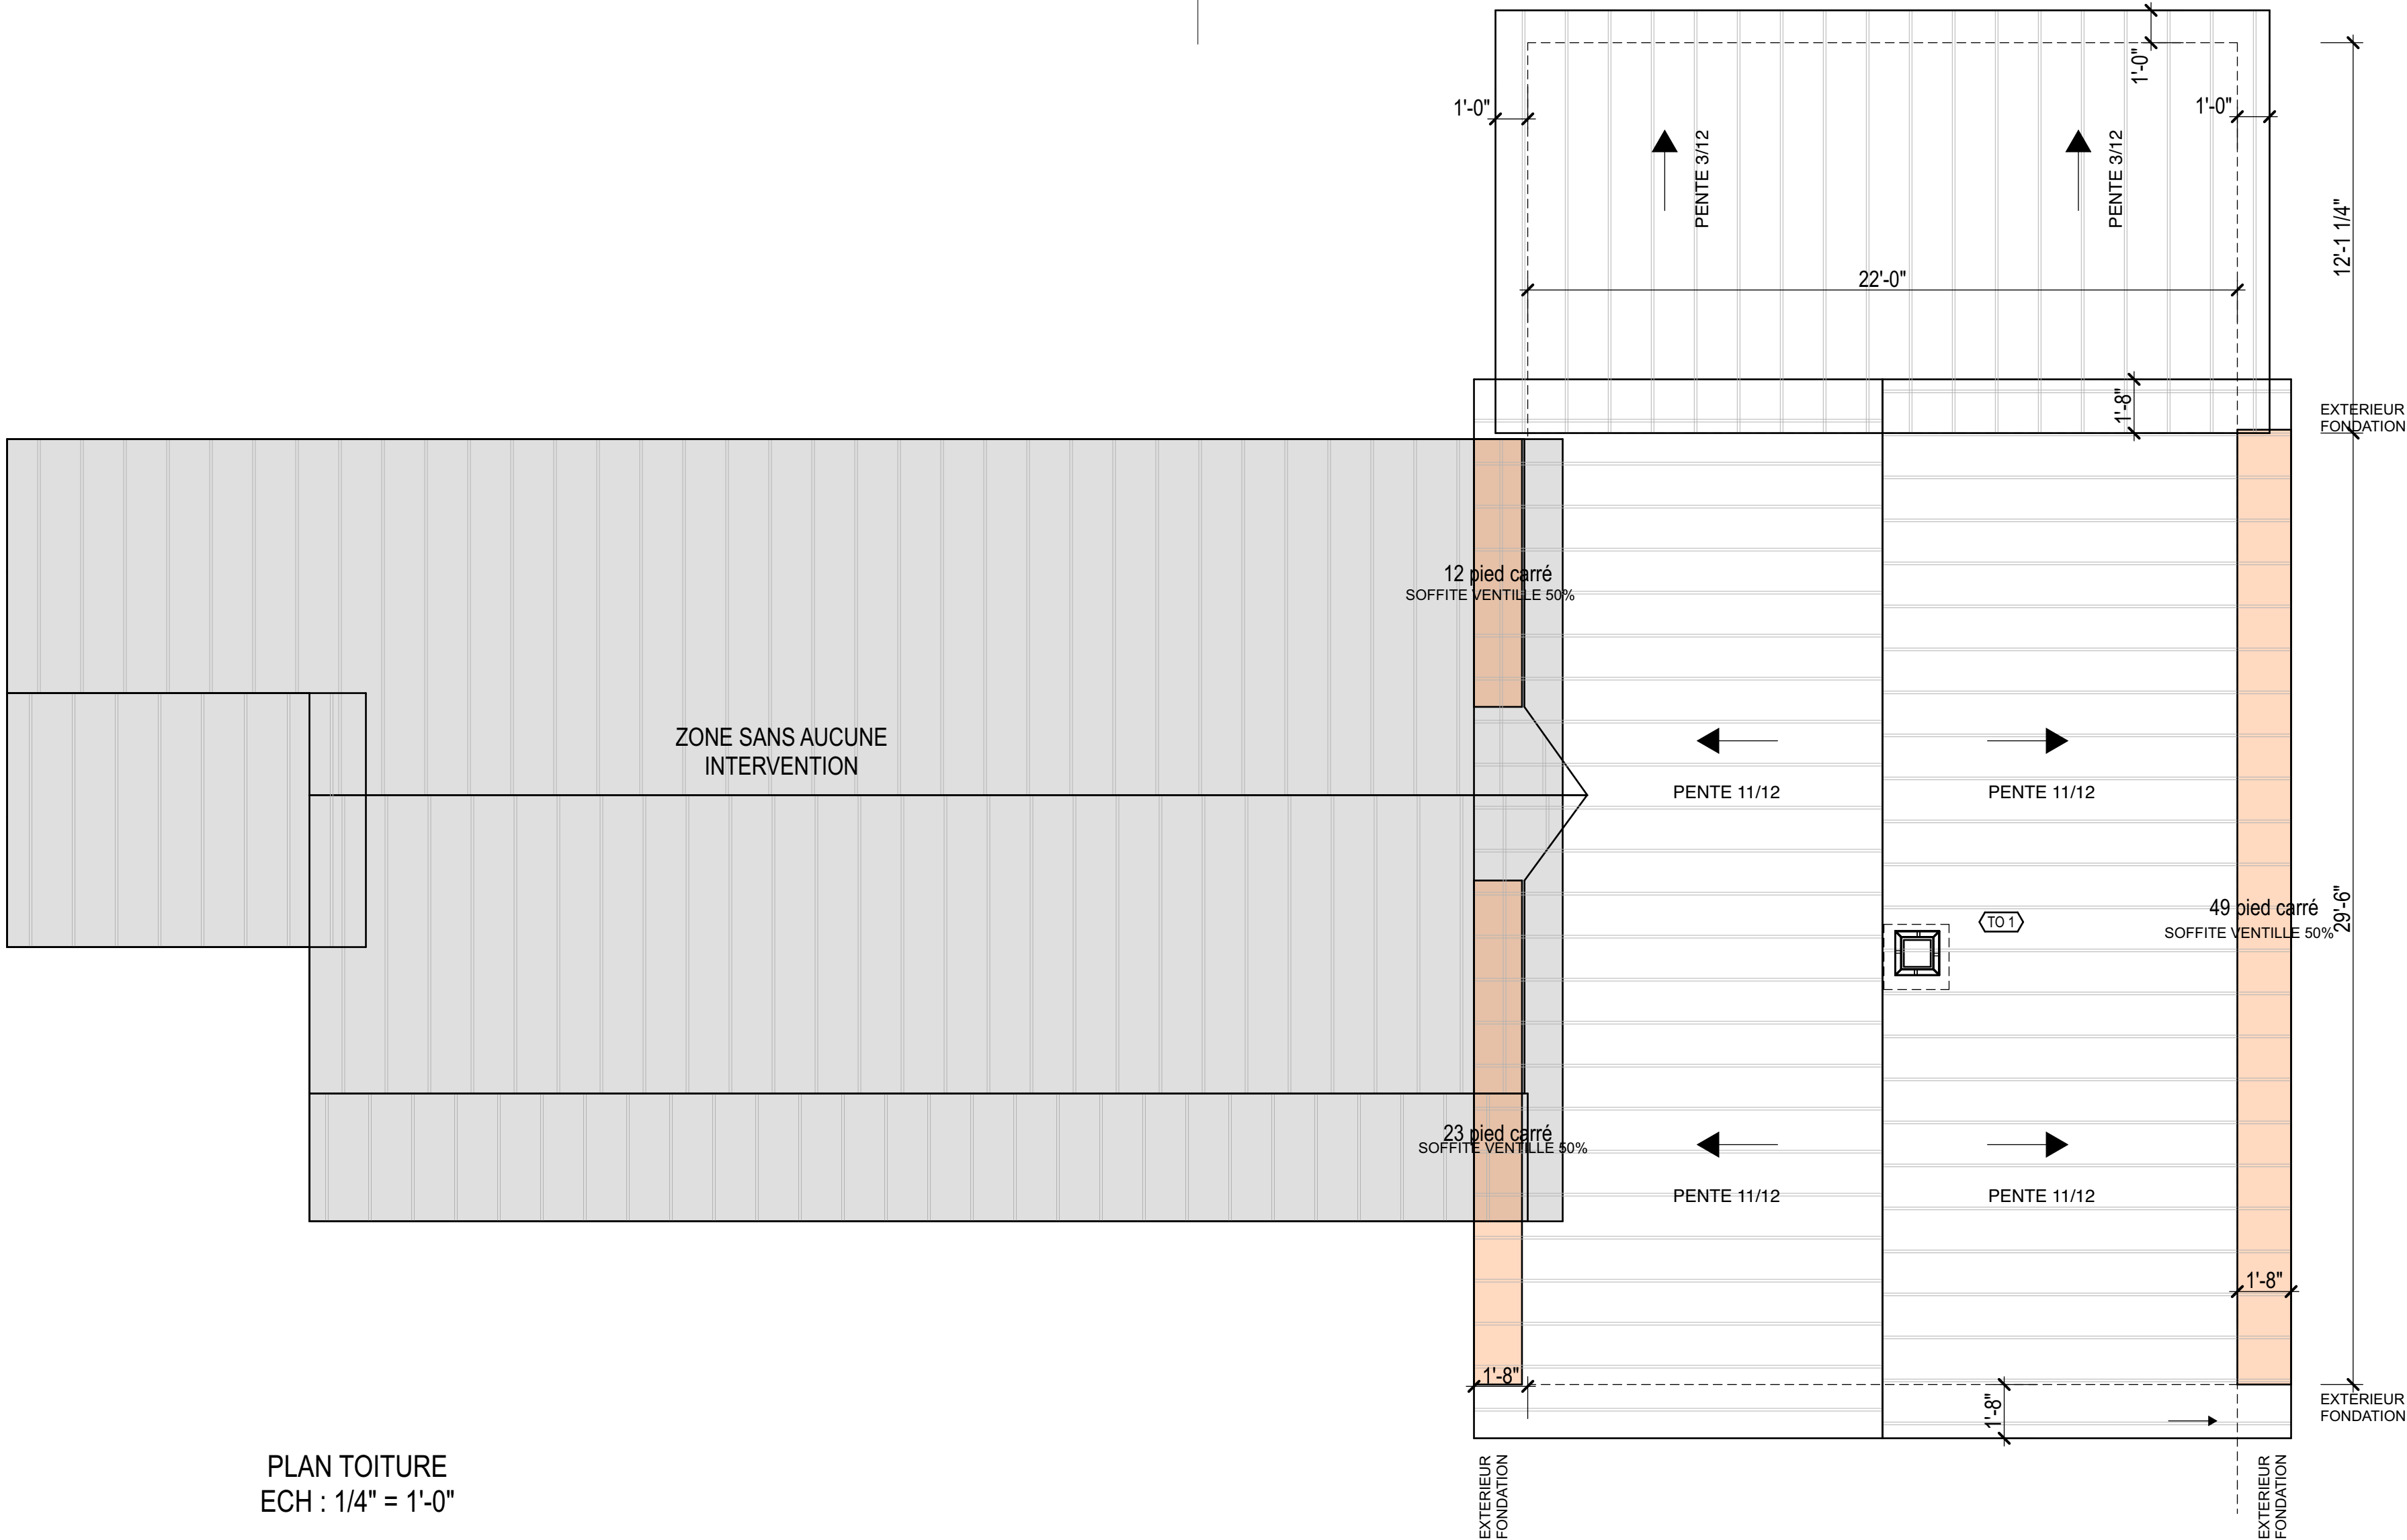 1'-0"
1'-0"
1'-0"
PENTE 3/12
PENTE 3/12
12'-1 1/4"
22'-0"
1'-8"
EXTERIEUR
FONDATION
12 pied carré
SOFFITE VENTILLE 50%
ZONE SANS AUCUNE
INTERVENTION
PENTE 11/12
PENTE 11/12
TO 1
49 pied carré
SOFFITE VENTILLE 50%
29'-6"
23 pied carré
SOFFITE VENTILLE 50%
PENTE 11/12
PENTE 11/12
1'-8"
1'-8"
1'-8"
EXTERIEUR
FONDATION
EXTERIEUR
FONDATION
EXTERIEUR
FONDATION
PLAN TOITURE
ECH : 1/4" = 1'-0"